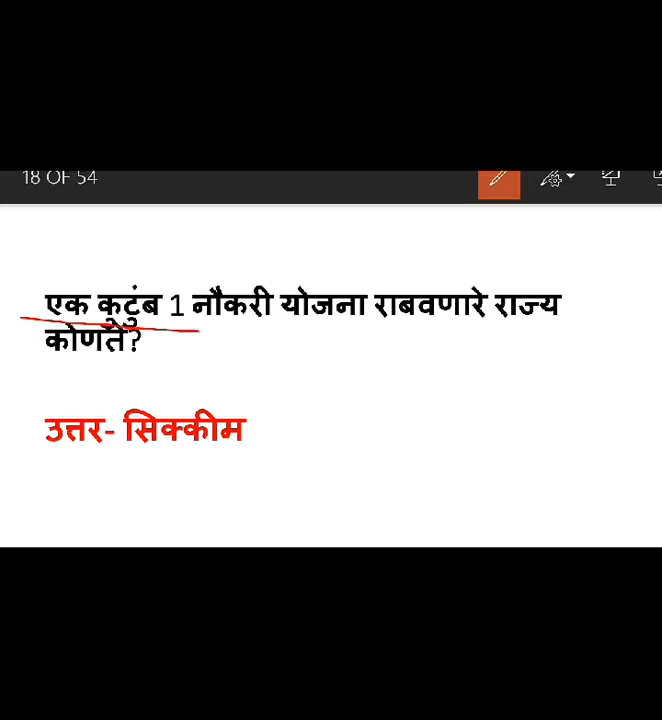 18 OF 54
एक कुटुंब 1 नौकरी योजना राबवणारे राज्य
कोणते?
उत्तर- सिक्कीम